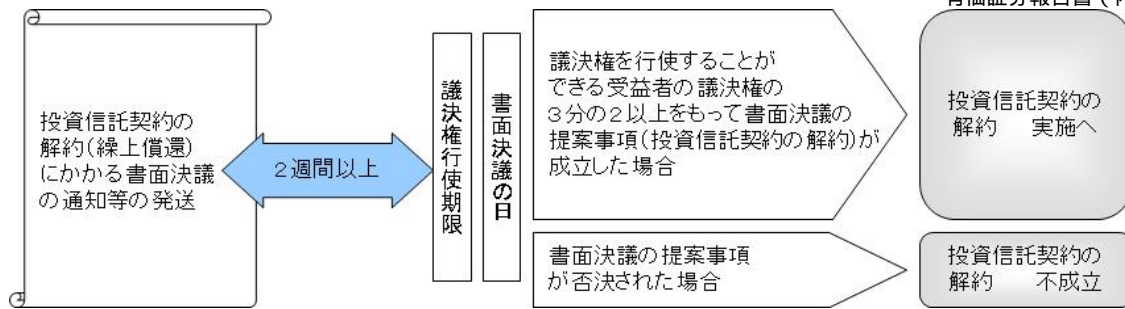 投資信託契約の
解約(繰上償還)
にかかる書面決議
の通知等の発送
２週間以上
議決権行使期限
書面決議の日
議決権を行使することが
できる受益者の議決権の
３分の２以上をもって書面決議の
提案事項(投資信託契約の解約)が
成立した場合
投資信託契約の
解約　実施へ
書面決議の提案事項
が否決された場合
投資信託契約の
解約　不成立